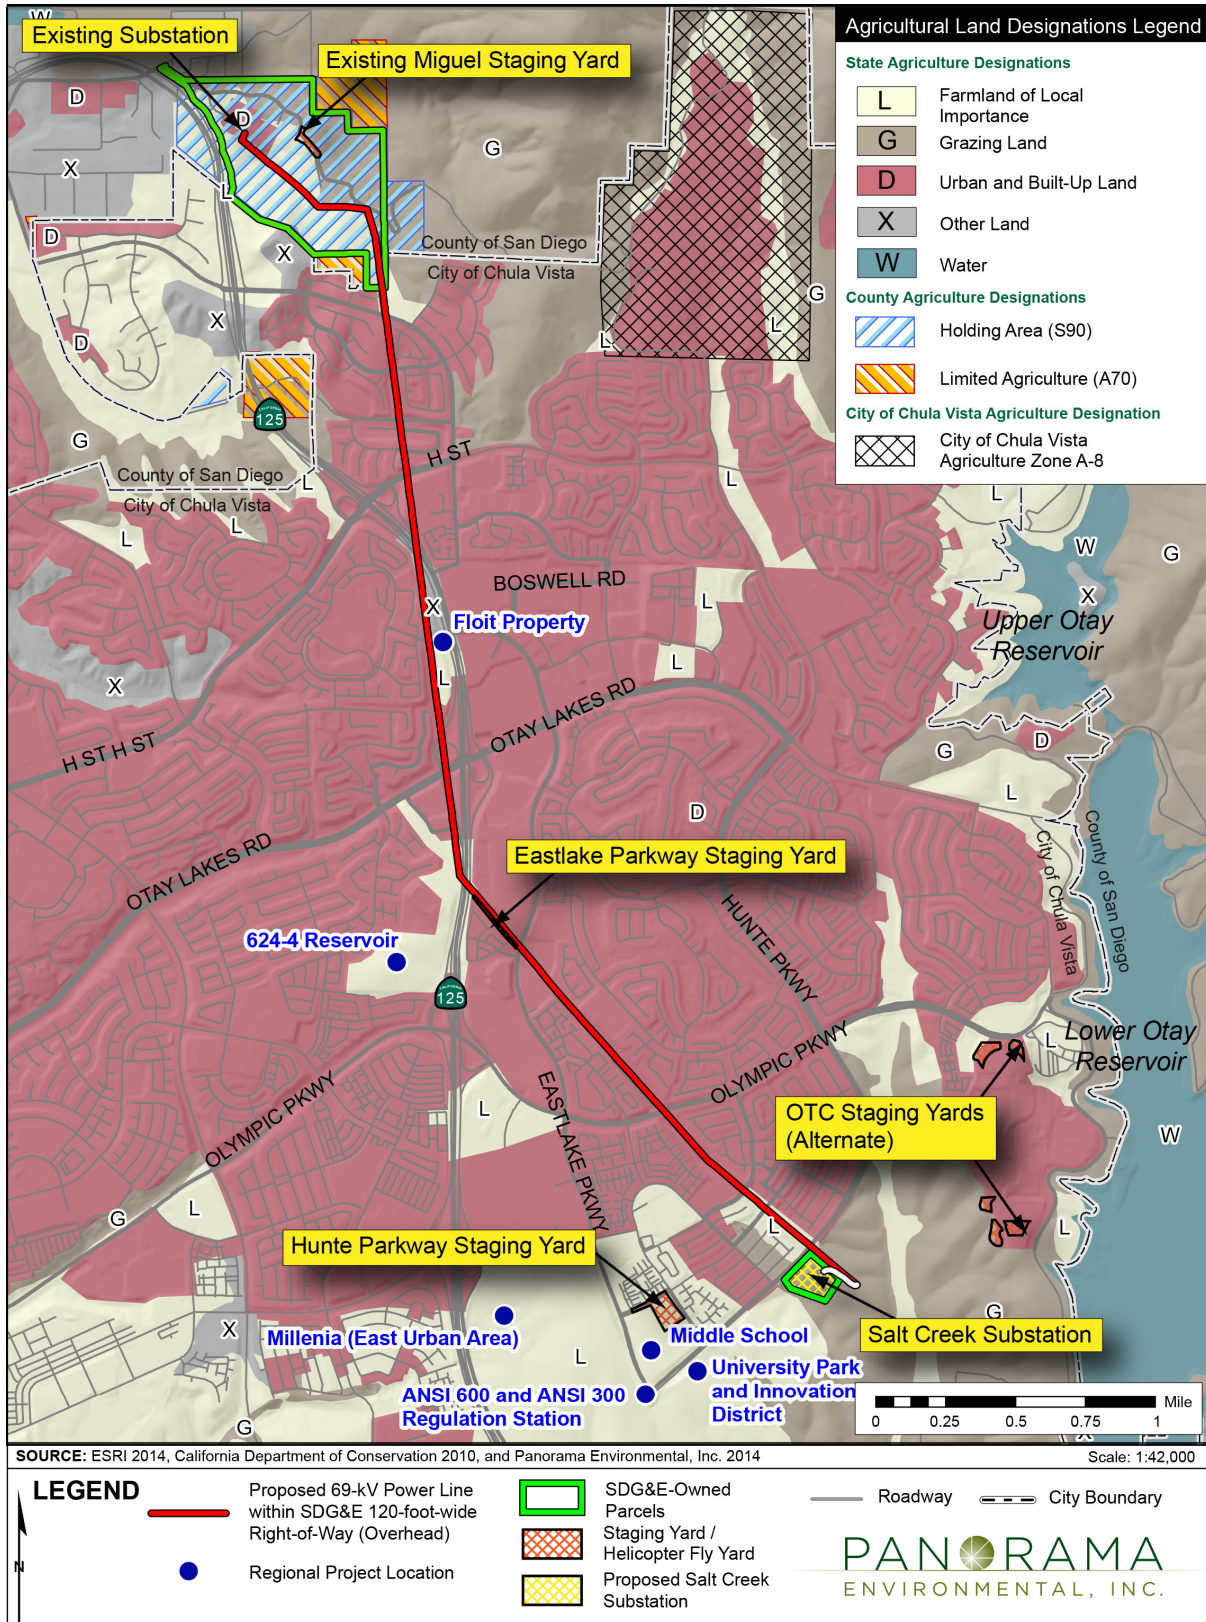 Existing Substation
Existing Miguel Staging Yard
Agricultural Land Designations Legend
State Agriculture Designations
L Farmland of Local
Importance
G Grazing Land
D Urban and Built-Up Land
X Other Land
W Water
County Agriculture Designations
Holding Area (S90)
Limited Agriculture (A70)
City of Chula Vista Agriculture Designation
City of Chula Vista
Agriculture Zone A-8
W
D
D
G
X
L
D
County of San Diego
City of Chula Vista
X
G
X
L
L
D
CALIFORNIA
125
G
H ST
County of San Diego
City of Chula Vista
L
L
L
L
L
W
G
BOSWELL RD
X
L
X
Floit Property
Upper Otay
Reservoir
L
L
X
OTAY LAKES RD
H ST H ST
G
D
L
D
City of Chula Vista
County of San Diego
Eastlake Parkway Staging Yard
OTAY LAKES RD
HUNTE PKWY
624-4 Reservoir
CALIFORNIA
125
Lower Otay
Reservoir
L
OLYMPIC PKWY
EASTLAKE PKWY
OTC Staging Yards
(Alternate)
L
OLYMPIC PKWY
W
L
G
L
L
Hunte Parkway Staging Yard
G
Salt Creek Substation
X
Millenia (East Urban Area)
Middle School
L
University Park
and Innovation
District
ANSI 600 and ANSI 300
Regulation Station
G
Mile
0 0.25 0.5 0.75 1
X
SOURCE: ESRI 2014, California Department of Conservation 2010, and Panorama Environmental, Inc. 2014
Scale: 1:42,000
LEGEND
N
Proposed 69-kV Power Line
within SDG&E 120-foot-wide
Right-of-Way (Overhead)
Regional Project Location
SDG&E-Owned
Parcels
Staging Yard /
Helicopter Fly Yard
Proposed Salt Creek
Substation
Roadway
City Boundary
PANORAMA
ENVIRONMENTAL, INC.